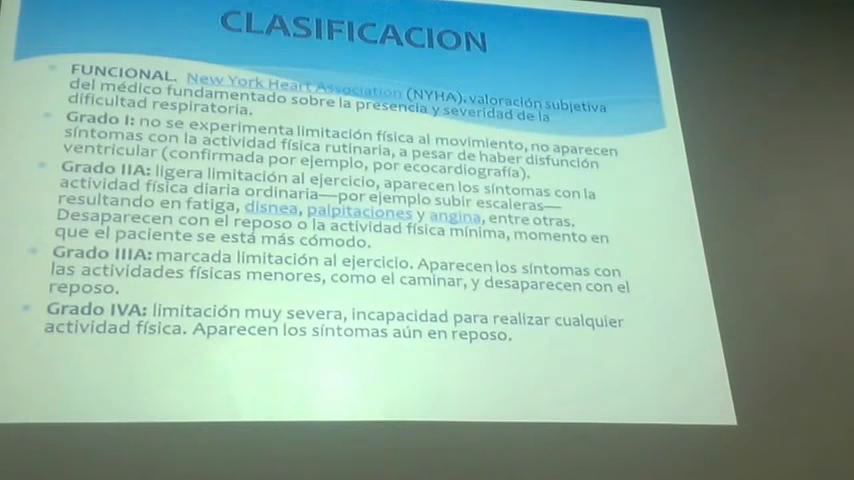 CLASIFICACION
FUNCIONAL. New York Heart Association (NYHA). valoración subjetiva
del médico fundamentado sobre la presencia y severidad de la
dificultad respiratoria.
Grado I: no se experimenta limitación física al movimiento, no aparecen
síntomas con la actividad física rutinaria, a pesar de haber disfunción
ventricular (confirmada por ejemplo, por ecocardiografía).
Grado IIA: ligera limitación al ejercicio, aparecen los síntomas con la
actividad física diaria ordinaria—por ejemplo subir escaleras—
resultando en fatiga, disnea, palpitaciones y angina, entre otras.
Desaparecen con el reposo o la actividad física mínima, momento en
que el paciente se está más cómodo.
Grado IIIA: marcada limitación al ejercicio. Aparecen los síntomas con
las actividades físicas menores, como el caminar, y desaparecen con el
reposo.
Grado IVA: limitación muy severa, incapacidad para realizar cualquier
actividad física. Aparecen los síntomas aún en reposo.